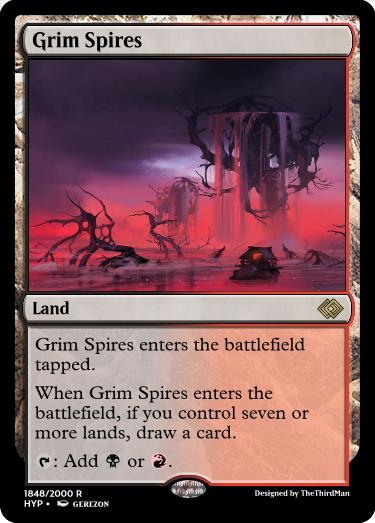 Grim Spires
Land
Grim Spires enters the battlefield
tapped.
When Grim Spires enters the
battlefield, if you control seven or
more lands, draw a card.
: Add or .
1848/2000 R
HYP • GEREZON
Designed by TheThirdMan